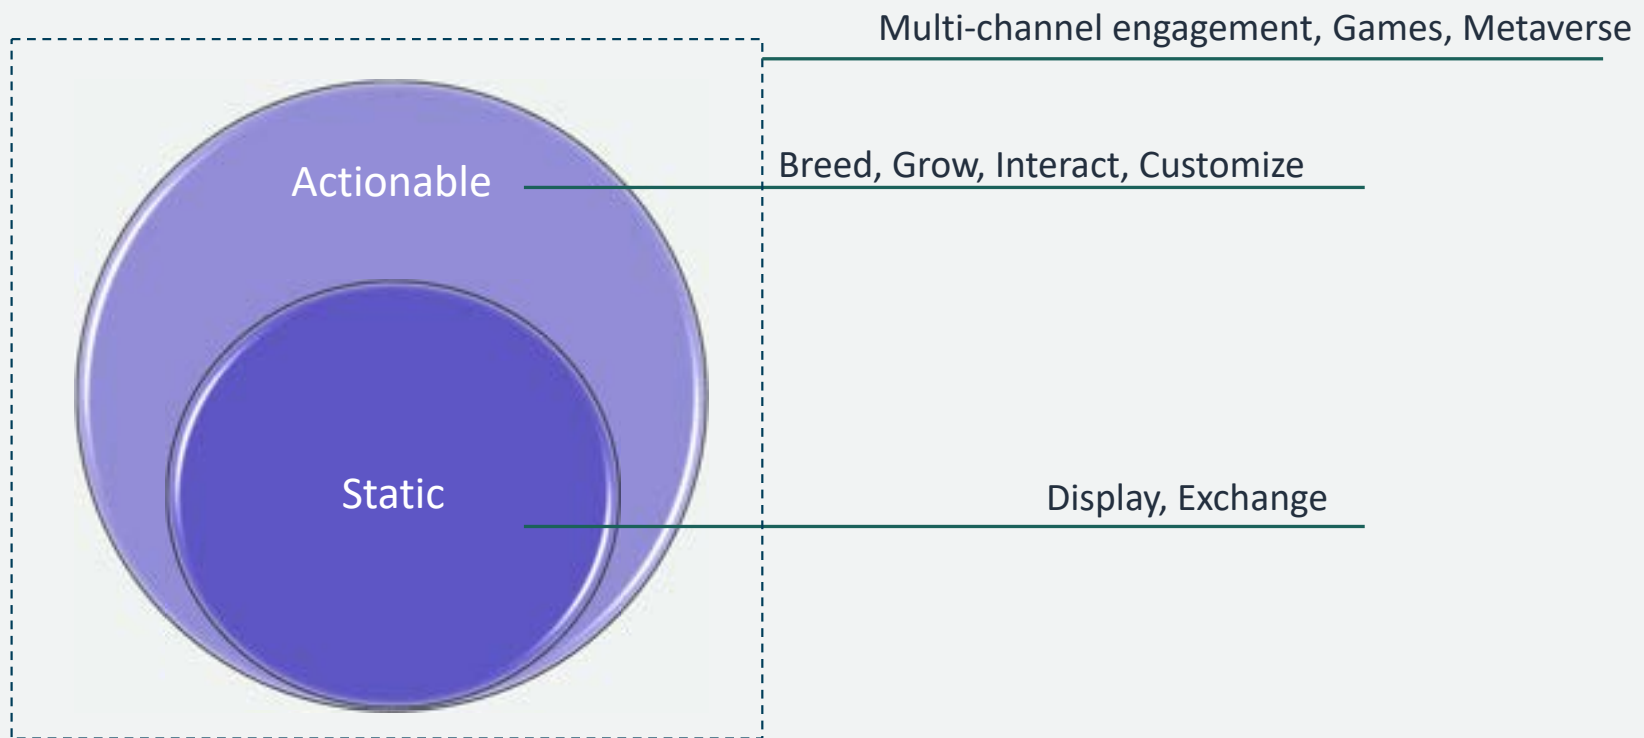 Multi-channel engagement, Games, Metaverse
Actionable
Breed, Grow, Interact, Customize
Static
Display, Exchange